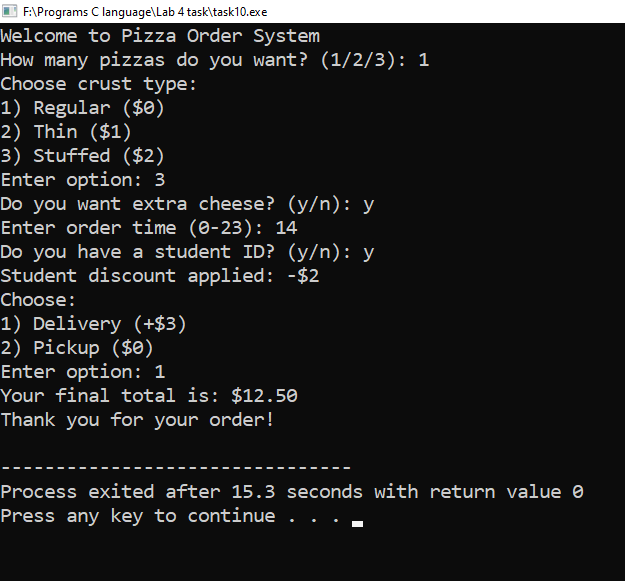 F:\Programs C language\Lab 4 task\task10.exe
Welcome to Pizza Order System
How many pizzas do you want? (1/2/3): 1
Choose crust type:
1) Regular ($0)
2) Thin ($1)
3) Stuffed ($2)
Enter option: 3
Do you want extra cheese? (y/n): y
Enter order time (0-23): 14
Do you have a student ID? (y/n): y
Student discount applied: -$2
Choose:
1) Delivery (+$3)
2) Pickup ($0)
Enter option: 1
Your final total is: $12.50
Thank you for your order!
--------------------------------
Process exited after 15.3 seconds with return value 0
Press any key to continue . . .